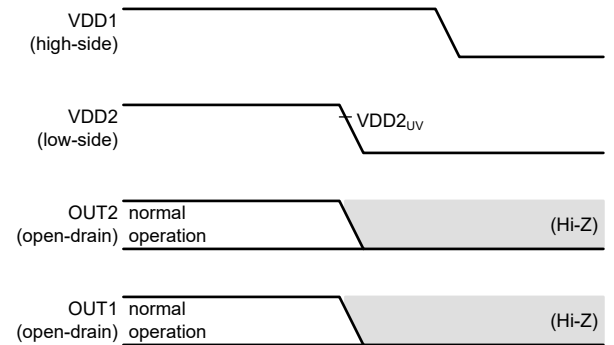 VDD1
(high-side)
VDD2
(low-side)
VDD2UV
OUT2
(open-drain)
normal
operation
(Hi-Z)
OUT1
(open-drain)
normal
operation
(Hi-Z)